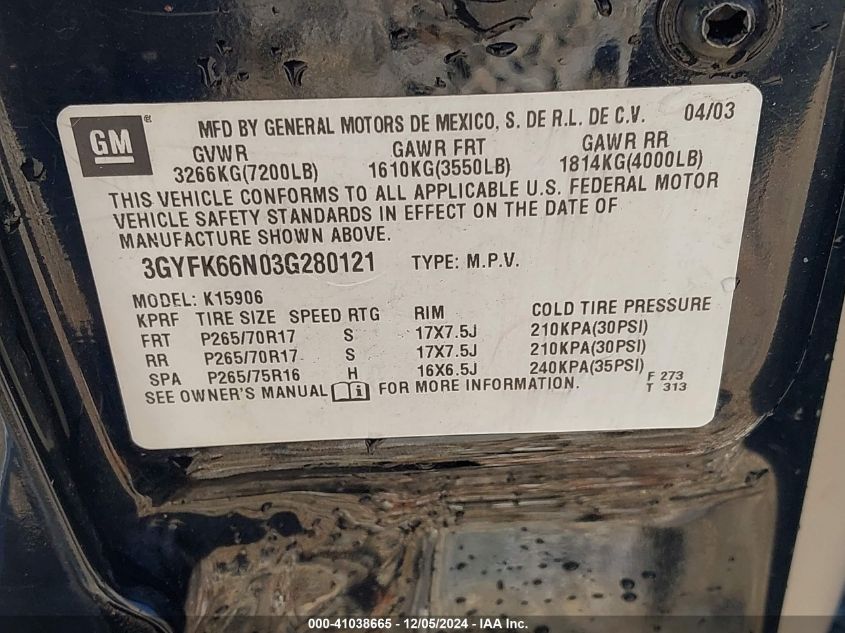 GM ®
MFD BY GENERAL MOTORS DE MEXICO, S. DE R.L. DE C.V. 04/03
GVWR GAWR FRT GAWR RR
3266KG(7200LB) 1610KG(3550LB) 1814KG(4000LB)
THIS VEHICLE CONFORMS TO ALL APPLICABLE U.S. FEDERAL MOTOR
VEHICLE SAFETY STANDARDS IN EFFECT ON THE DATE OF
MANUFACTURE SHOWN ABOVE.
3GYFK66N03G280121 TYPE: M.P.V.
MODEL: K15906
KPRF TIRE SIZE SPEED RTG RIM COLD TIRE PRESSURE
FRT P265/70R17 S 17X7.5J 210KPA(30PSI)
RR P265/70R17 S 17X7.5J 210KPA(30PSI)
SPA P265/75R16 H 16X6.5J 240KPA(35PSI) F 273
SEE OWNER'S MANUAL i FOR MORE INFORMATION. T 313
000-41038665 - 12/05/2024 - IAA Inc.